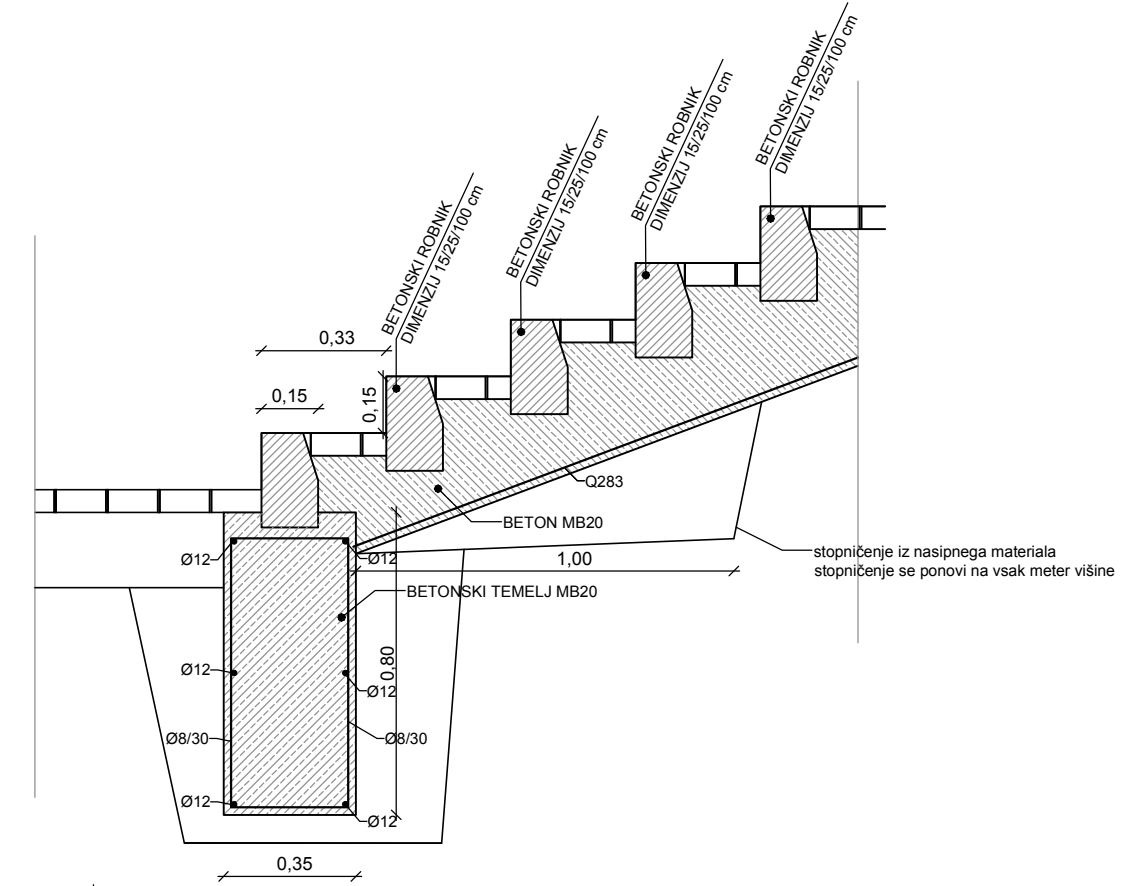 BETONSKI ROBNIK
DIMENZIJ 15/25/100 cm
BETONSKI ROBNIK
DIMENZIJ 15/25/100 cm
BETONSKI ROBNIK
DIMENZIJ 15/25/100 cm
BETONSKI ROBNIK
DIMENZIJ 15/25/100 cm
0,33
0,15
0,15
Q283
BETON MB20
Ø12
Ø12
1,00
stopničenje iz nasipnega materiala
stopničenje se ponovi na vsak meter višine
BETONSKI TEMELJ MB20
0,80
Ø12
Ø12
Ø8/30
Ø8/30
Ø12
Ø12
0,35